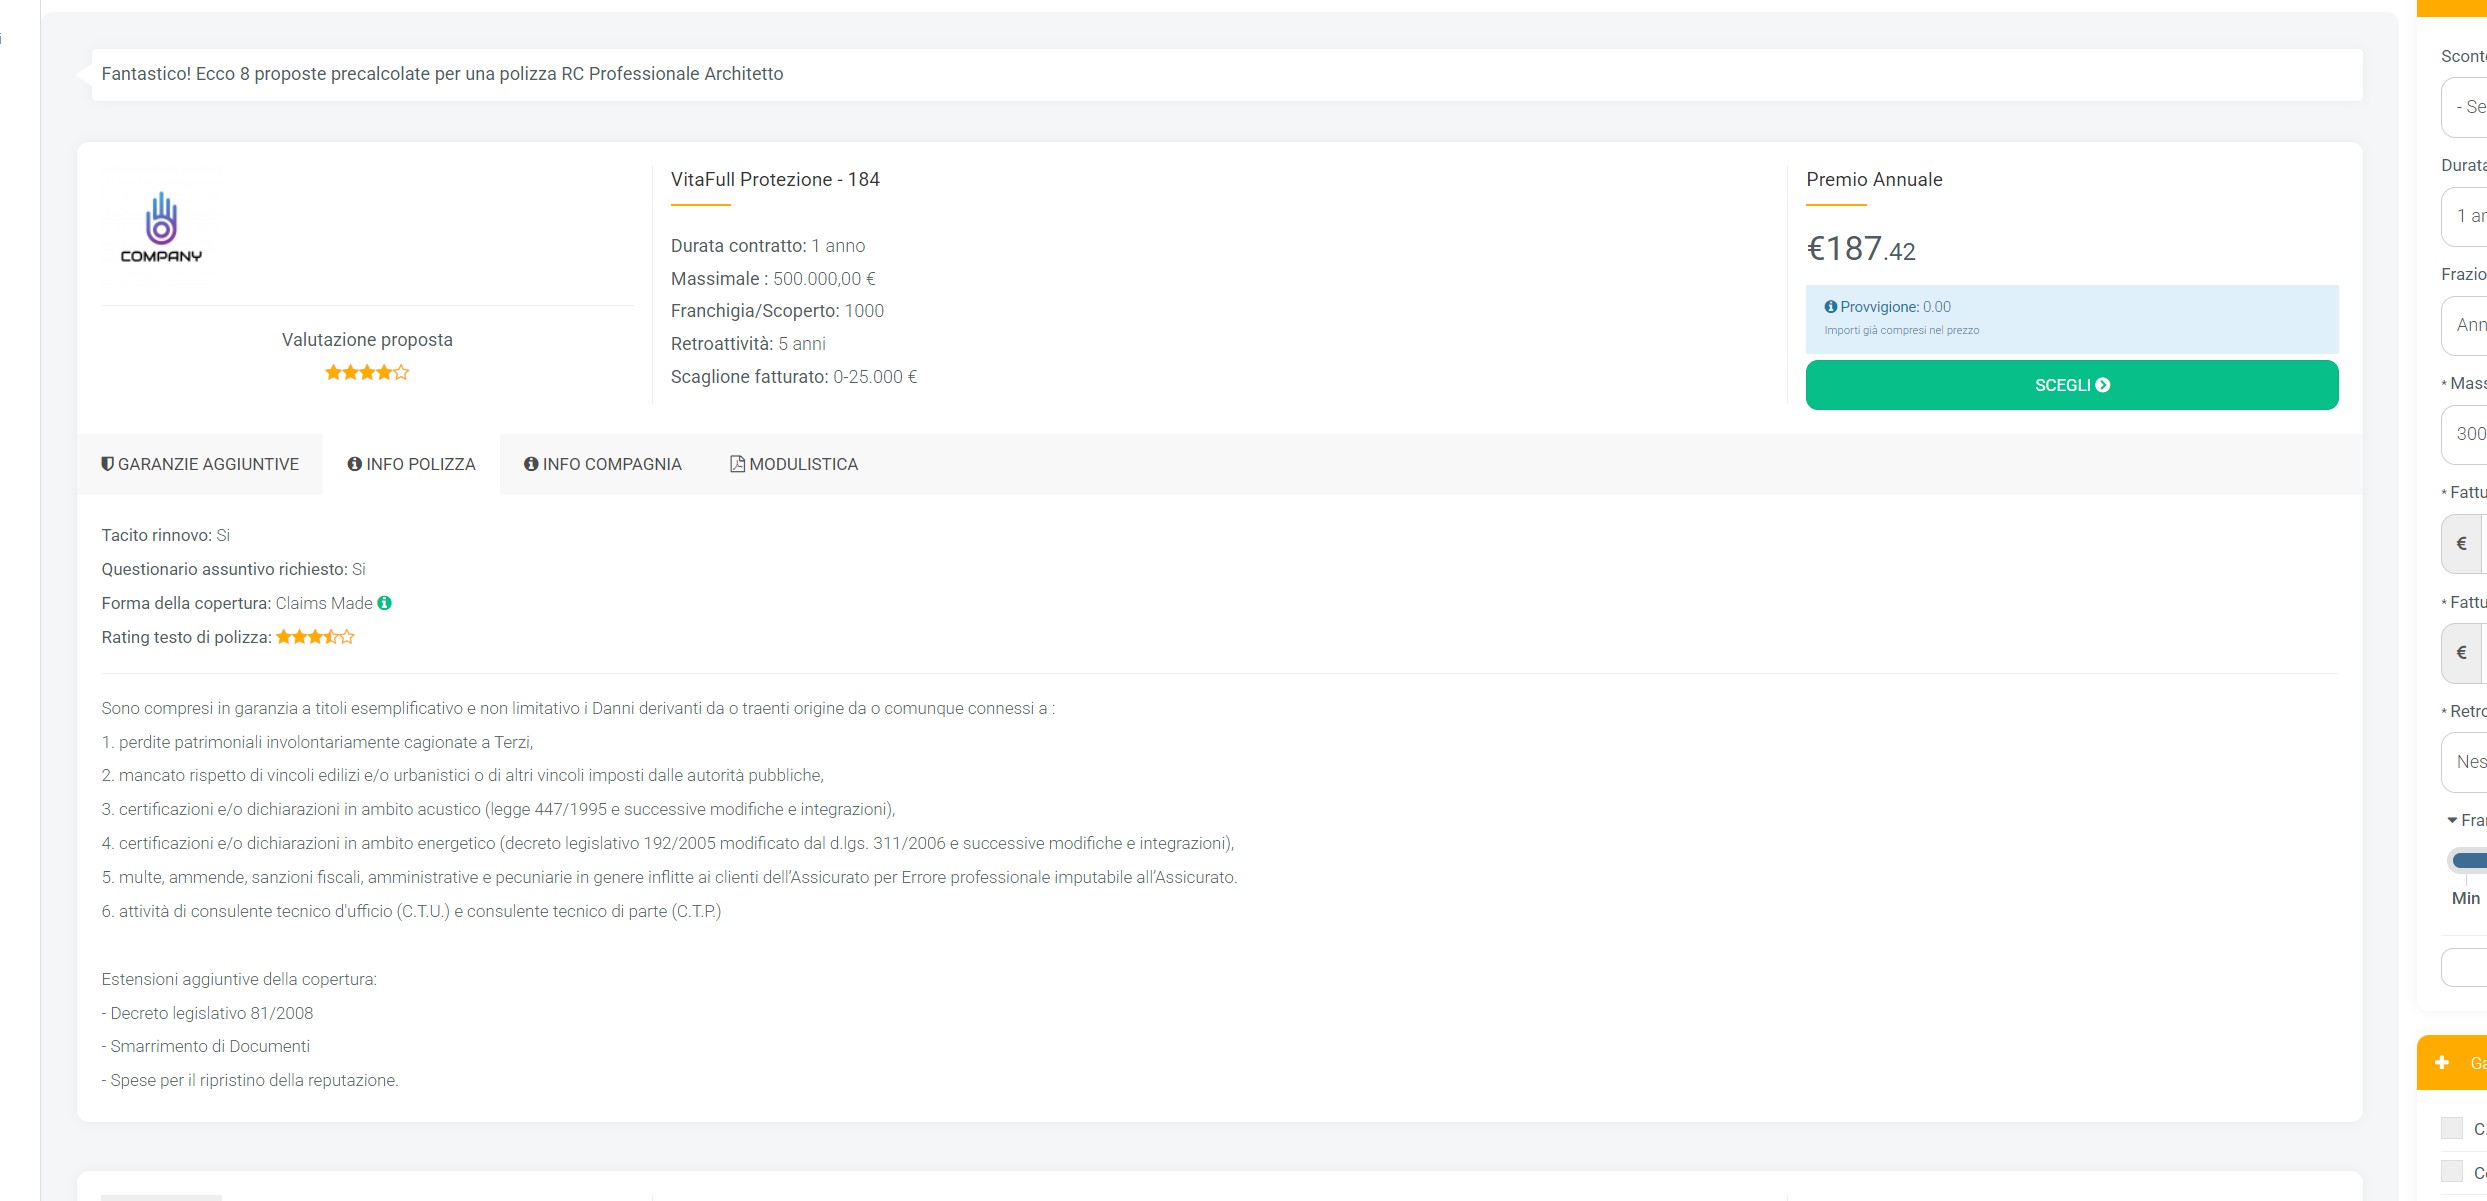 Fantastico! Ecco 8 proposte precalcolate per una polizza RC Professionale Architetto
COMPANY
Valutazione proposta
VitaFull Protezione - 184
Durata contratto: 1 anno
Massimale : 500.000,00 €
Franchigia/Scoperto: 1000
Retroattività: 5 anni
Scaglione fatturato: 0-25.000 €
Premio Annuale
€187.42
Provvigione: 0.00
Importi già compresi nel prezzo
SCEGLI
GARANZIE AGGIUNTIVE
INFO POLIZZA
INFO COMPAGNIA
MODULISTICA
Tacito rinnovo: Si
Questionario assuntivo richiesto: Si
Forma della copertura: Claims Made
Rating testo di polizza:
Sono compresi in garanzia a titoli esemplificativo e non limitativo i Danni derivanti da o traenti origine da o comunque connessi a :
1. perdite patrimoniali involontariamente cagionate a Terzi,
2. mancato rispetto di vincoli edilizi e/o urbanistici o di altri vincoli imposti dalle autorità pubbliche,
3. certificazioni e/o dichiarazioni in ambito acustico (legge 447/1995 e successive modifiche e integrazioni),
4. certificazioni e/o dichiarazioni in ambito energetico (decreto legislativo 192/2005 modificato dal d.lgs. 311/2006 e successive modifiche e integrazioni),
5. multe, ammende, sanzioni fiscali, amministrative e pecuniarie in genere inflitte ai clienti dell'Assicurato per Errore professionale imputabile all'Assicurato.
6. attività di consulente tecnico d'ufficio (C.T.U.) e consulente tecnico di parte (C.T.P.)
Estensioni aggiuntive della copertura:
- Decreto legislativo 81/2008
- Smarrimento di Documenti
- Spese per il ripristino della reputazione.
Scont
- Se
Durat
1 an
Frazio
Ann
* Mass
300
* Fattu
€
* Fattu
€
* Retro
Nes
Fra
Min
Ga
C.
Co